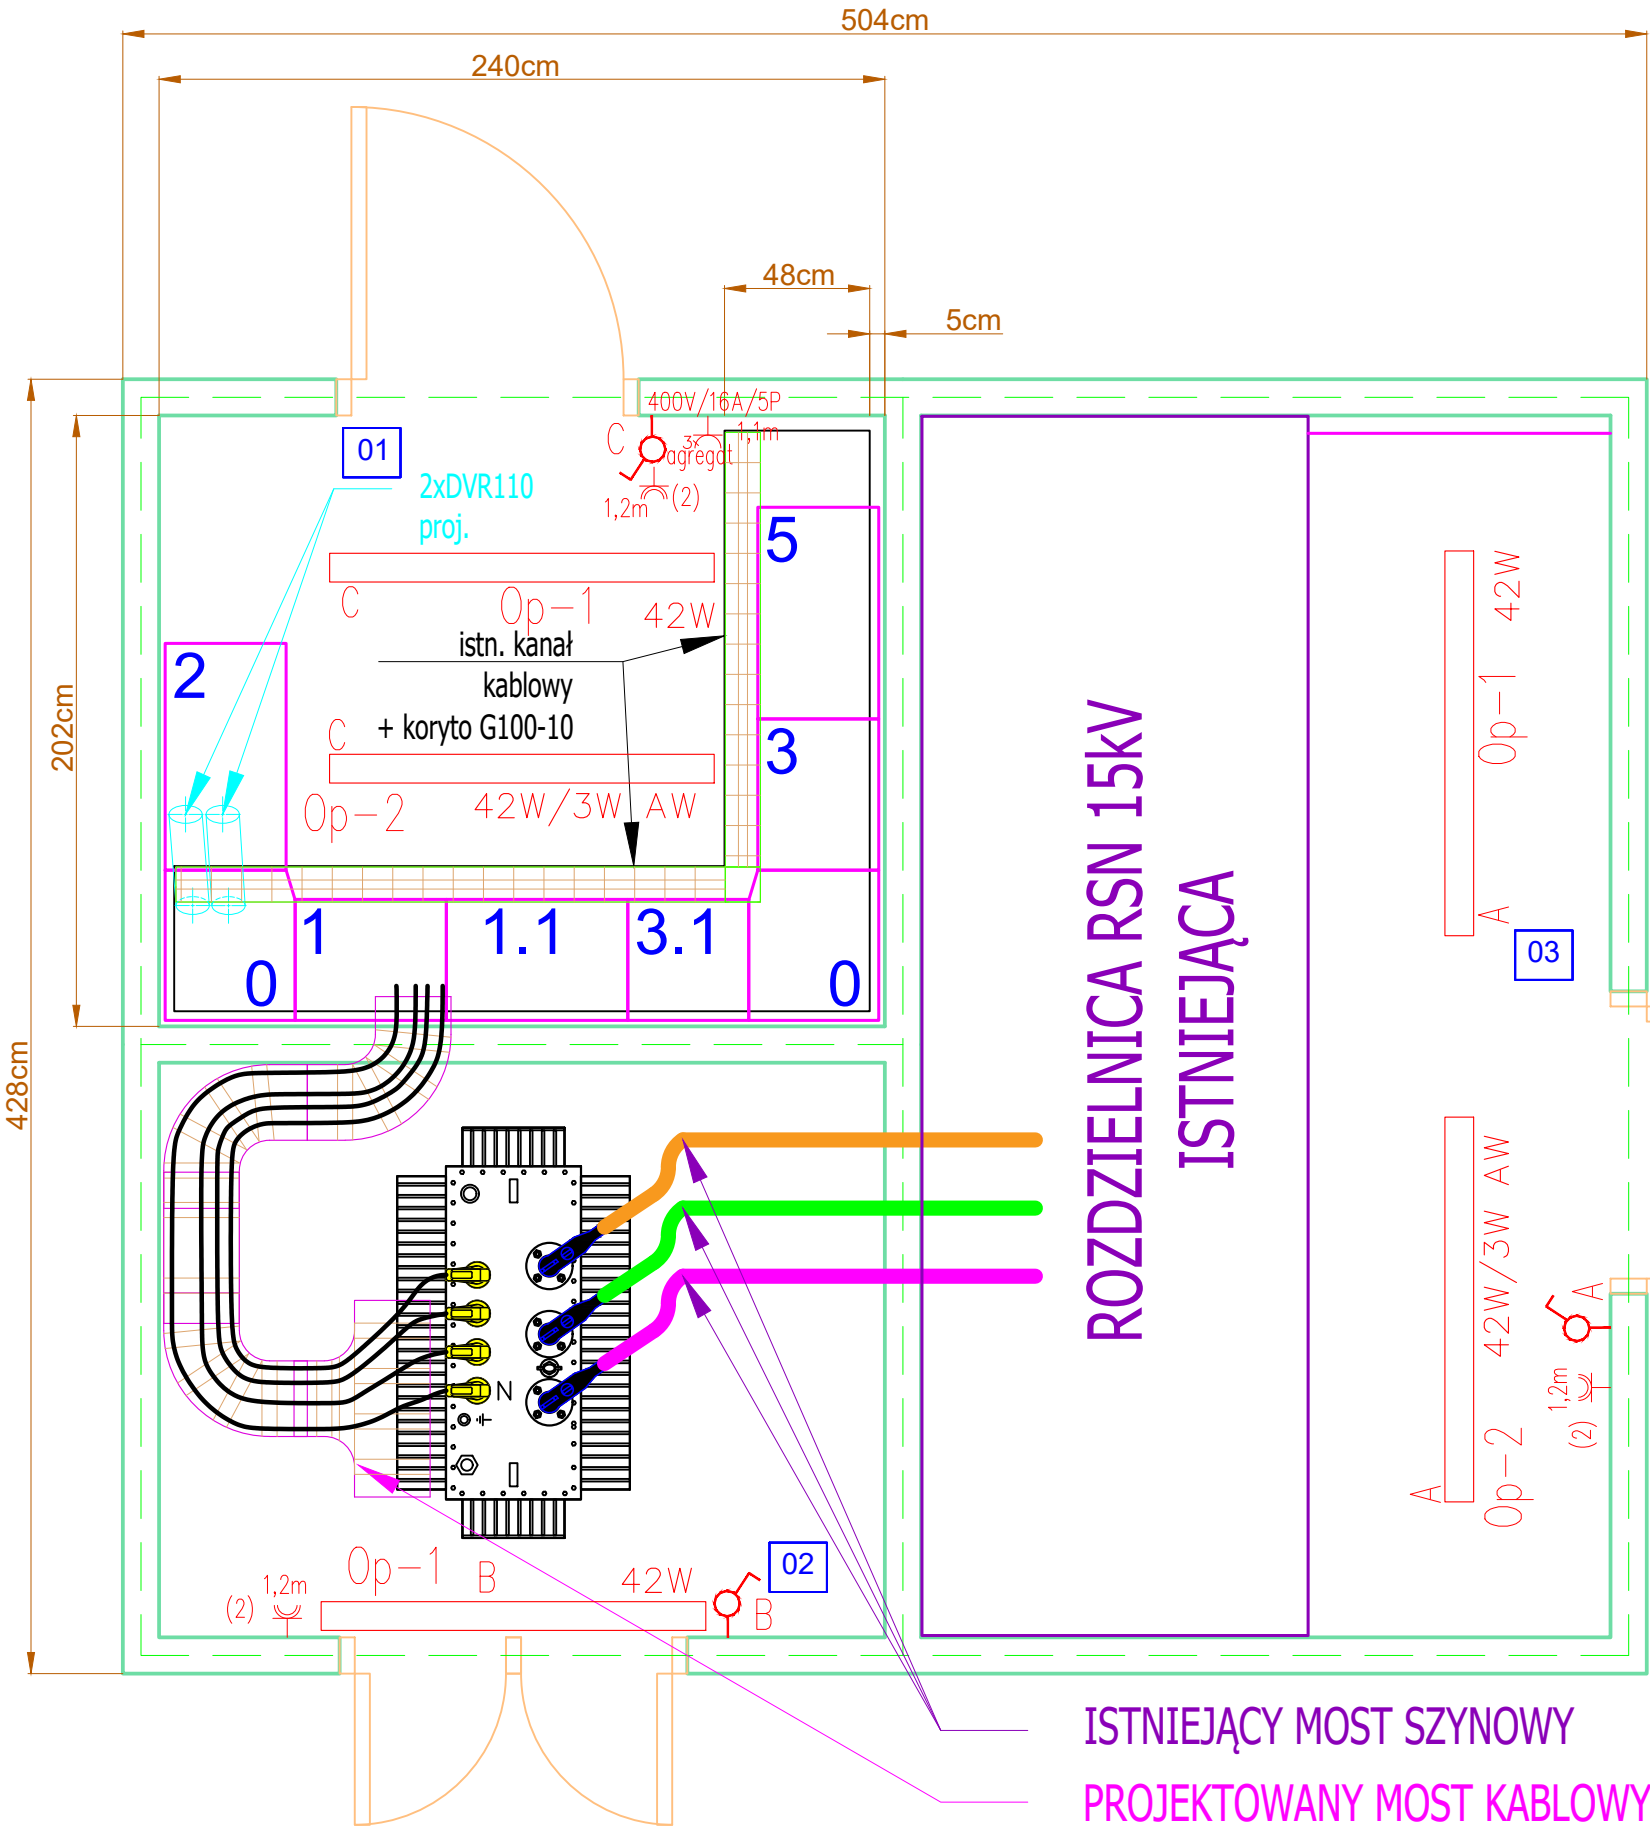 504cm
240cm
48cm
5cm
400V/16A/5P
C
3x
1,1m
agregat
1,2m
(2)
01
2xDVR110
proj.
5
C
Op-1
42W
istn. kanał
kablowy
+ koryto G100-10
2
C
3
Op-2
42W/3W AW
202cm
1
1.1
3.1
0
0
428cm
ROZDZIELNICA RSN 15kV
ISTNIEJĄCA
42W
Op-1
A
03
42W/3W AW
Op-2
A
A
1,2m
(2)
N
Op-1
B
42W
02
1,2m
(2)
B
ISTNIEJĄCY MOST SZYNOWY
PROJEKTOWANY MOST KABLOWY